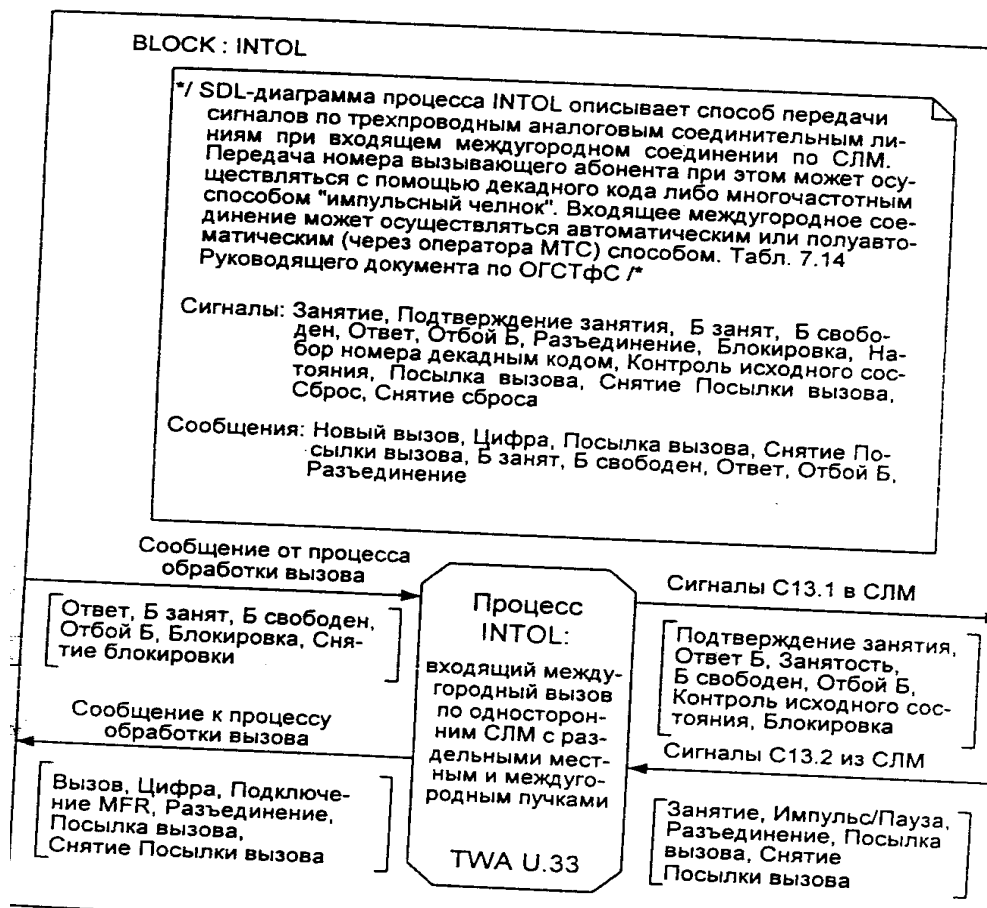 BLOCK : INTOL
*/ SDL-диаграмма процесса INTOL описывает способ передачи
сигналов по трехпроводным аналоговым соединительным ли-
ниям при входящем междугородном соединении по СЛМ.
Передача номера вызывающего абонента при этом может осу-
ществляться с помощью декадного кода либо многочастотным
способом "импульсный челнок". Входящее междугородное сое-
динение может осуществляться автоматическим или полуавто-
матическим (через оператора МТС) способом. Табл. 7.14
Руководящего документа по ОГСТфС /*
Сигналы: Занятие, Подтверждение занятия, Б занят, Б свобо-
ден, Ответ, Отбой Б, Разъединение, Блокировка, На-
бор номера декадным кодом, Контроль исходного сос-
тояния, Посылка вызова, Снятие Посылки вызова,
Сброс, Снятие сброса
Сообщения: Новый вызов, Цифра, Посылка вызова, Снятие По-
сылки вызова, Б занят, Б свободен, Ответ, Отбой Б,
Разъединение
Сообщение от процесса
обработки вызова
Ответ, Б занят, Б свободен,
Отбой Б, Блокировка, Сня-
тие блокировки
Сообщение к процессу
обработки вызова
Вызов, Цифра, Подключе-
ние MFR, Разъединение,
Посылка вызова,
Снятие Посылки вызова
Процесс
INTOL:
входящий между-
городный вызов
по односторон-
ним СЛМ с раз-
дельными мест-
ным и междуго-
родным пучками
TWA U.33
Сигналы С13.1 в СЛМ
Подтверждение занятия,
Ответ Б, Занятость,
Б свободен, Отбой Б,
Контроль исходного сос-
тояния, Блокировка
Сигналы С13.2 из СЛМ
Занятие, Импульс/Пауза,
Разъединение, Посылка
вызова, Снятие
Посылки вызова